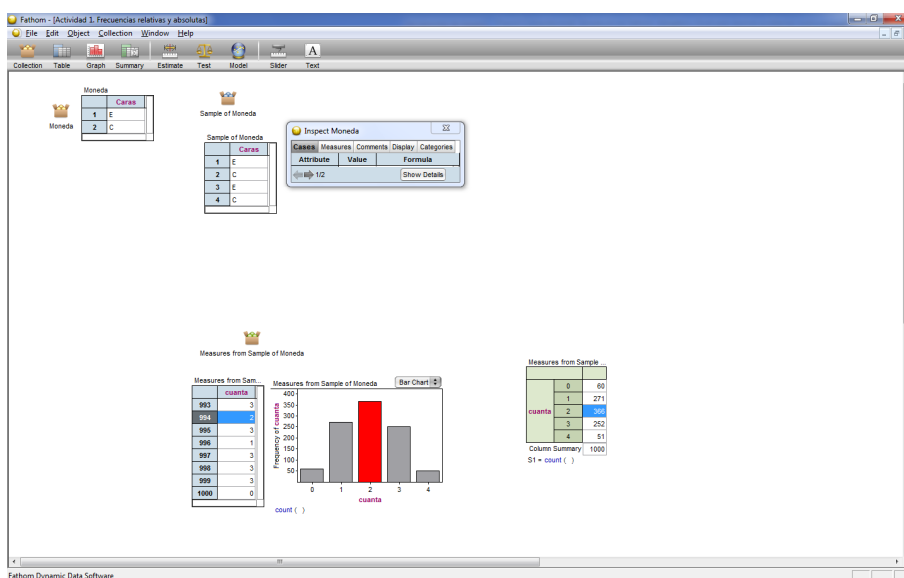 Fathom - [Actividad 1. Frecuencias relativas y absolutas]
File Edit Object Collection Window Help
Collection Table Graph Summary Estimate Test Model Slider Text
Moneda
Caras
1 E
2 C
Moneda
Sample of Moneda
Sample of Moneda
Caras
1 E
2 C
3 E
4 C
Inspect Moneda
Cases Measures Comments Display Categories
Attribute Value Formula
1/2 Show Details
Measures from Sample of Moneda
Measures from Sam...
cuanta
993 3
994 2
995 3
996 1
997 3
998 3
999 3
1000 0
Measures from Sample of Moneda Bar Chart
Frequency of cuanta
400
350
300
250
200
150
100
50
0 1 2 3 4
cuanta
count ( )
Measures from Sample ...
cuanta
0 60
1 271
2 366
3 252
4 51
Column Summary 1000
S1 = count ( )
Fathom Dynamic Data Software